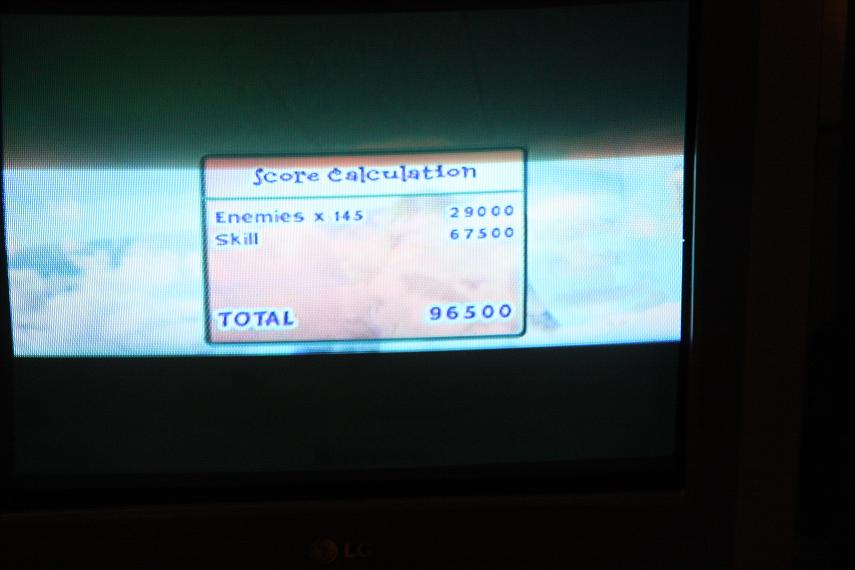 Score Calculation
Enemies x 145 29000
Skill 67500
TOTAL 96500
LG